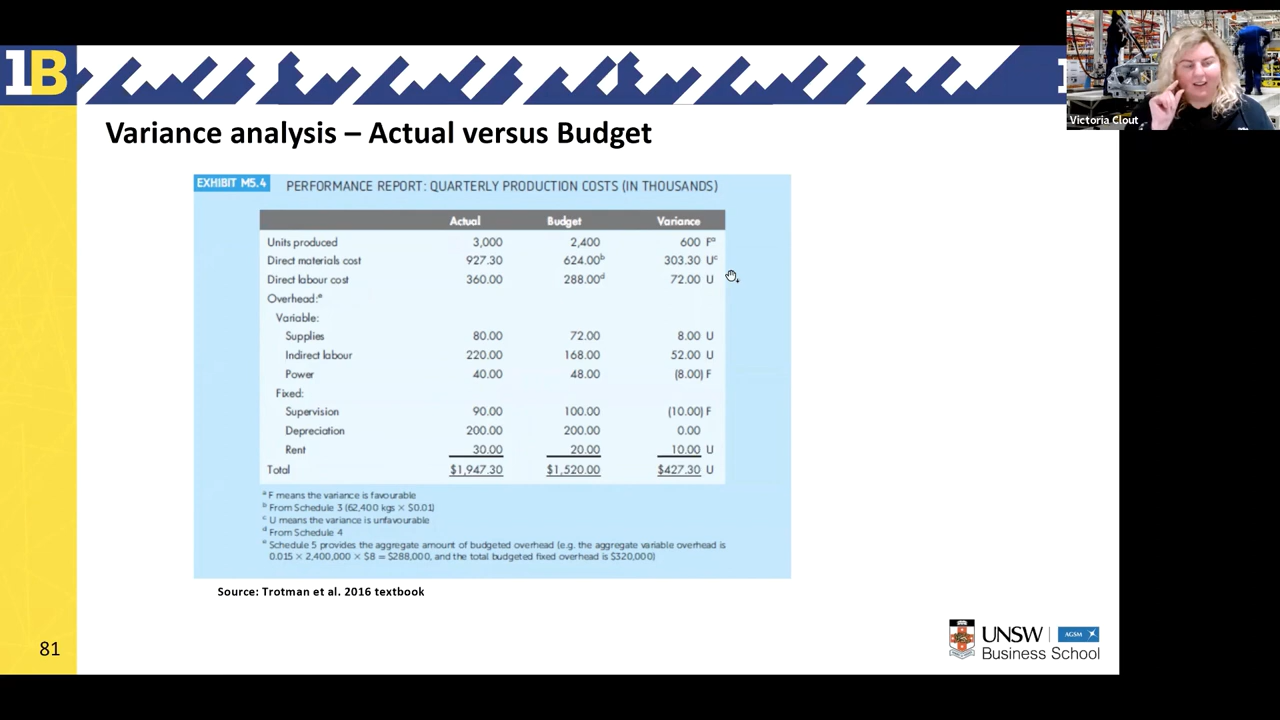 1B
Victoria Clout
Variance analysis – Actual versus Budget
EXHIBIT M5.4 PERFORMANCE REPORT: QUARTERLY PRODUCTION COSTS (IN THOUSANDS)
Actual Budget Variance
Units produced 3,000 2,400 600 Fᵃ
Direct materials cost 927.30 624.00ᵇ 303.30 Uᶜ
Direct labour cost 360.00 288.00ᵈ 72.00 U
Overhead:ᵉ
Variable:
Supplies 80.00 72.00 8.00 U
Indirect labour 220.00 168.00 52.00 U
Power 40.00 48.00 (8.00) F
Fixed:
Supervision 90.00 100.00 (10.00) F
Depreciation 200.00 200.00 0.00
Rent 30.00 20.00 10.00 U
Total $1,947.30 $1,520.00 $427.30 U
ᵃ F means the variance is favourable
ᵇ From Schedule 3 (62,400 kgs × $0.01)
ᶜ U means the variance is unfavourable
ᵈ From Schedule 4
ᵉ Schedule 5 provides the aggregate amount of budgeted overhead (e.g. the aggregate variable overhead is
0.015 × 2,400,000 × $8 = $288,000, and the total budgeted fixed overhead is $320,000)
Source: Trotman et al. 2016 textbook
81
UNSW AGSM
Business School